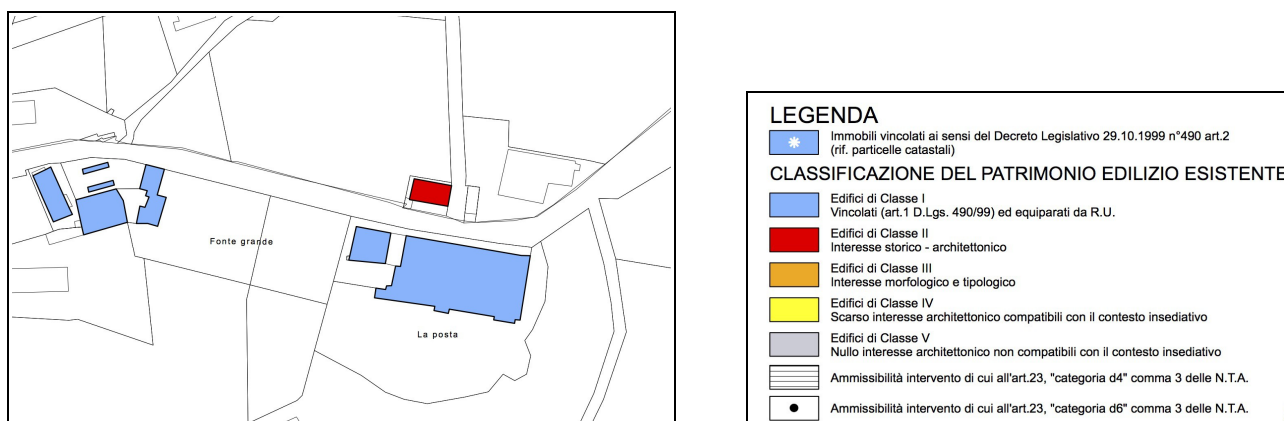 Fonte grande
La posta
LEGENDA
Immobili vincolati ai sensi del Decreto Legislativo 29.10.1999 n°490 art.2
(rif. particelle catastali)
CLASSIFICAZIONE DEL PATRIMONIO EDILIZIO ESISTENTE
Edifici di Classe I
Vincolati (art.1 D.Lgs. 490/99) ed equiparati da R.U.
Edifici di Classe II
Interesse storico - architettonico
Edifici di Classe III
Interesse morfologico e tipologico
Edifici di Classe IV
Scarso interesse architettonico compatibili con il contesto insediativo
Edifici di Classe V
Nullo interesse architettonico non compatibili con il contesto insediativo
Ammissibilità intervento di cui all'art.23, "categoria d4" comma 3 delle N.T.A.
Ammissibilità intervento di cui all'art.23, "categoria d6" comma 3 delle N.T.A.